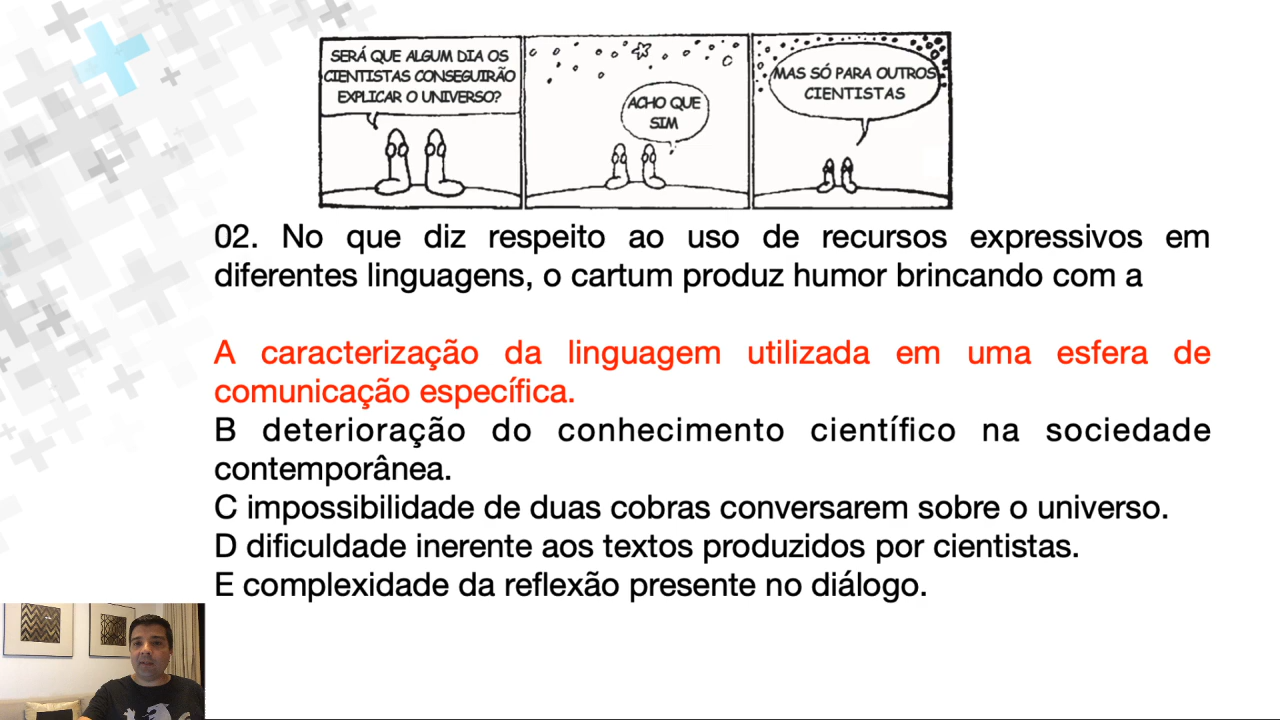 SERÁ QUE ALGUM DIA OS
CIENTISTAS CONSEGUIRÃO
EXPLICAR O UNIVERSO?
ACHO QUE
SIM
MAS SÓ PARA OUTROS
CIENTISTAS
02. No que diz respeito ao uso de recursos expressivos em
diferentes linguagens, o cartum produz humor brincando com a
A caracterização da linguagem utilizada em uma esfera de
comunicação específica.
B deterioração do conhecimento científico na sociedade
contemporânea.
C impossibilidade de duas cobras conversarem sobre o universo.
D dificuldade inerente aos textos produzidos por cientistas.
E complexidade da reflexão presente no diálogo.